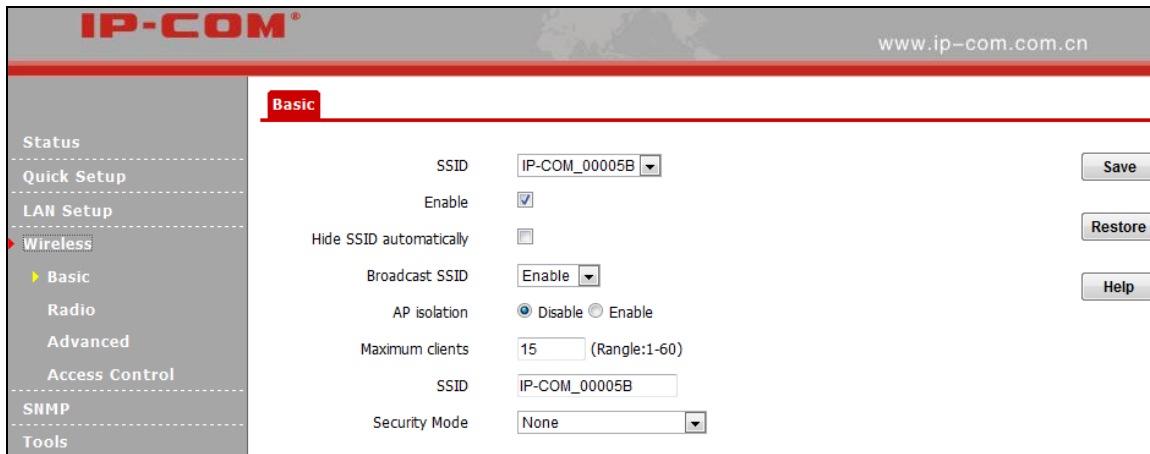 IP-COM®
www.ip-com.com.cn
Basic
Status
Quick Setup
LAN Setup
Wireless
Basic
Radio
Advanced
Access Control
SNMP
Tools
SSID IP-COM_00005B
Enable
Hide SSID automatically
Broadcast SSID Enable
AP isolation Disable Enable
Maximum clients 15 (Rangle:1-60)
SSID IP-COM_00005B
Security Mode None
Save
Restore
Help